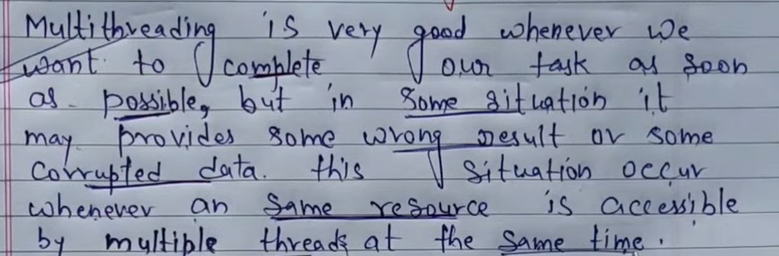 Multithreading is very good whenever we
want to complete our task as soon
as possible, but in some situation it
may provides some wrong result or some
corrupted data. this situation occur
whenever an same resource is accessible
by multiple threads at the same time.